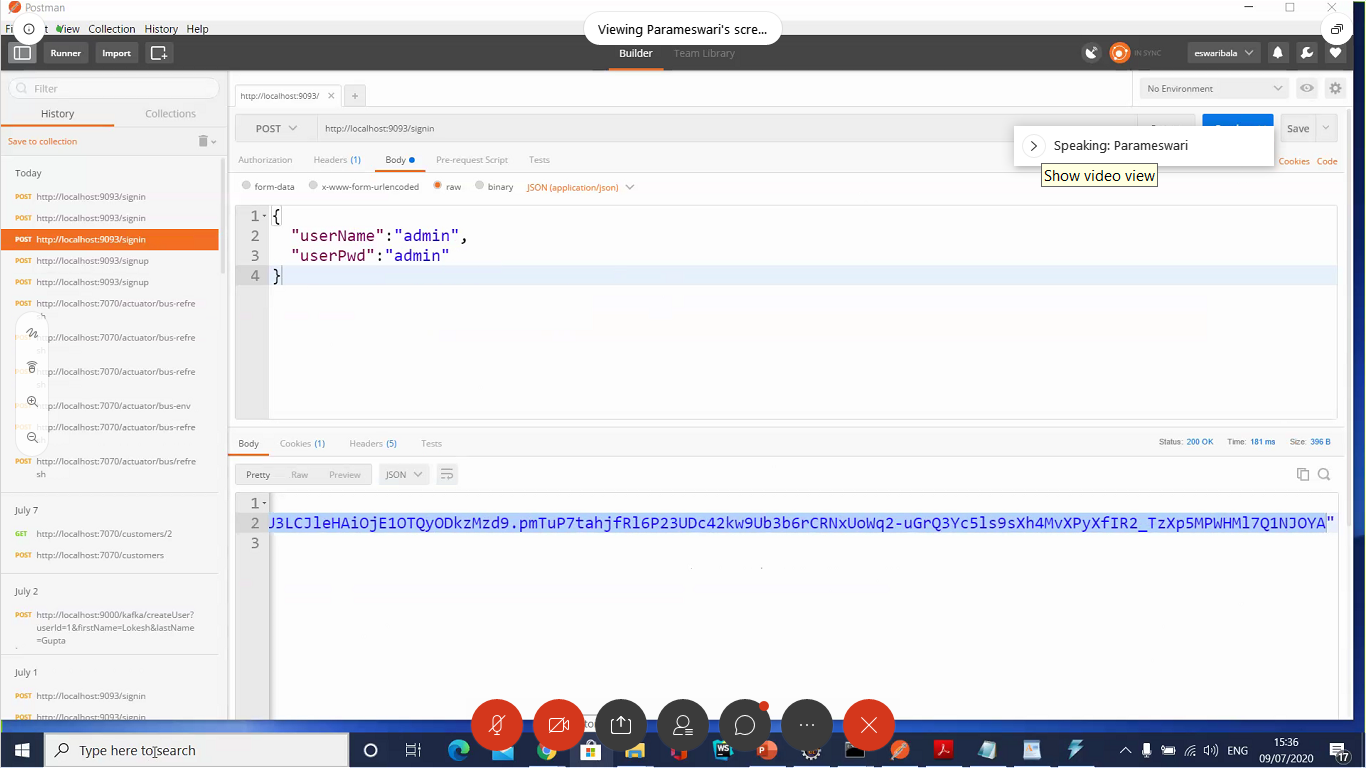 Postman
View Collection History Help
Viewing Parameswari's scre...
Runner Import
Builder Team Library
IN SYNC
eswaribala
Filter
History Collections
Save to collection
Today
POST http://localhost:9093/signin
POST http://localhost:9093/signin
POST http://localhost:9093/signin
POST http://localhost:9093/signup
POST http://localhost:9093/signup
POST http://localhost:7070/actuator/bus-refre
http://localhost:7070/actuator/bus-refre
sh
http://localhost:7070/actuator/bus-refre
sh
http://localhost:7070/actuator/bus-env
http://localhost:7070/actuator/bus-refre
POST http://localhost:7070/actuator/bus/refre
sh
July 7
GET http://localhost:7070/customers/2
POST http://localhost:7070/customers
July 2
POST http://localhost:9000/kafka/createUser?
userId=1&firstName=Lokesh&lastName
=Gupta
July 1
POST http://localhost:9093/signin
POST http://localhost:9093/signin
http://localhost:9093/
No Environment
POST http://localhost:9093/signin
Save
Speaking: Parameswari
Show video view
Authorization Headers (1) Body Pre-request Script Tests
Cookies Code
form-data x-www-form-urlencoded raw binary JSON (application/json)
1 {
2 "userName":"admin",
3 "userPwd":"admin"
4 }
Body Cookies (1) Headers (5) Tests
Status: 200 OK Time: 181 ms Size: 396 B
Pretty Raw Preview JSON
1
2 J3LCJleHAiOjE1OTQyODkzMzd9.pmTuP7tahjfRl6P23UDc42kw9Ub3b6rCRNxUoWq2-uGrQ3Yc5ls9sXh4MvXPyXfIR2_TzXp5MPWHMl7Q1NJOYA"
3
Type here to search
ENG
15:36
09/07/2020
17